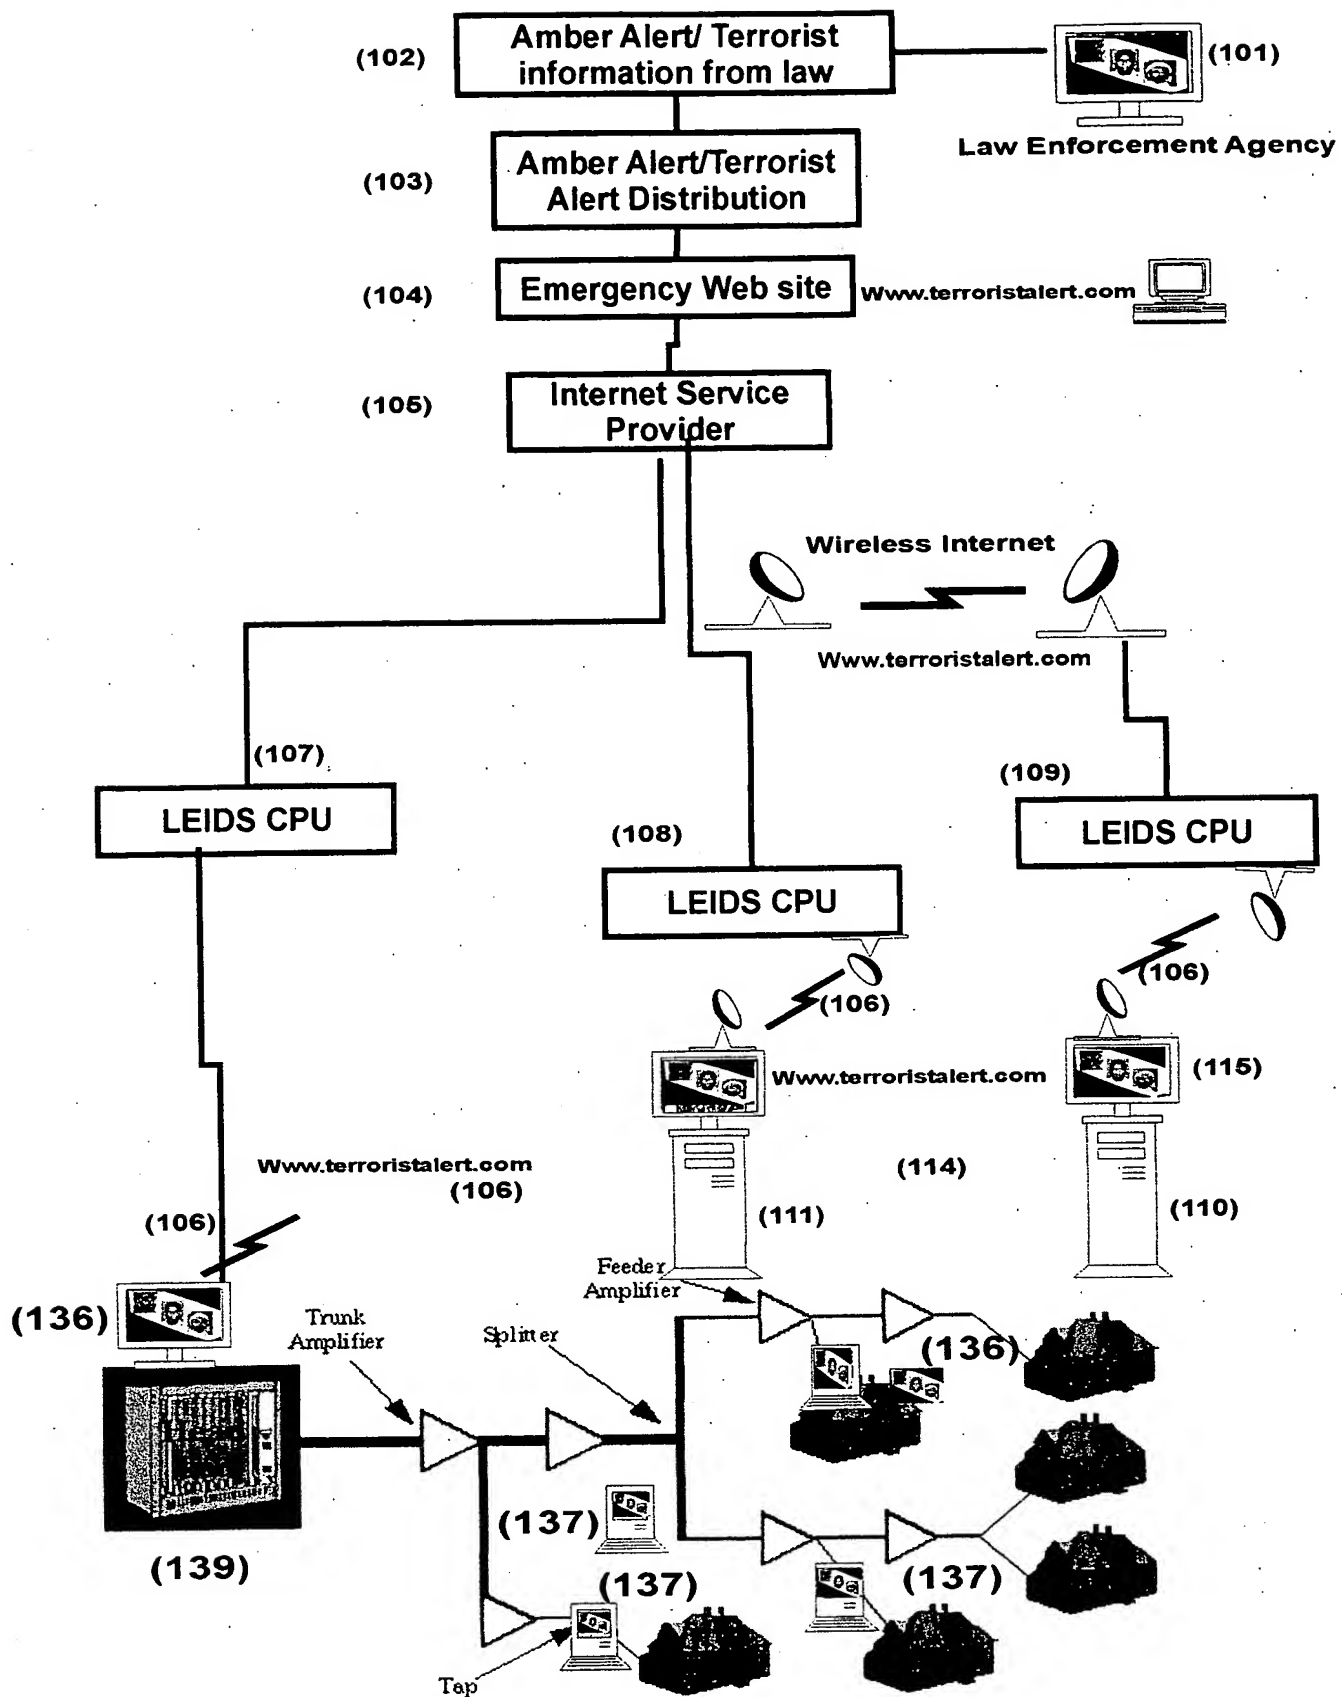 (102)
Amber Alert/ Terrorist
information from law
(101)
Law Enforcement Agency
(103)
Amber Alert/Terrorist
Alert Distribution
(104)
Emergency Web site
Www.terroristalert.com
(105)
Internet Service
Provider
Wireless Internet
Www.terroristalert.com
(107)
LEIDS CPU
(108)
LEIDS CPU
(109)
LEIDS CPU
(106)
(106)
Www.terroristalert.com
(115)
(114)
(111)
(110)
Www.terroristalert.com
(106)
(106)
(136)
Trunk
Amplifier
Splitter
Feeder
Amplifier
(136)
(139)
(137)
(137)
(137)
Tap